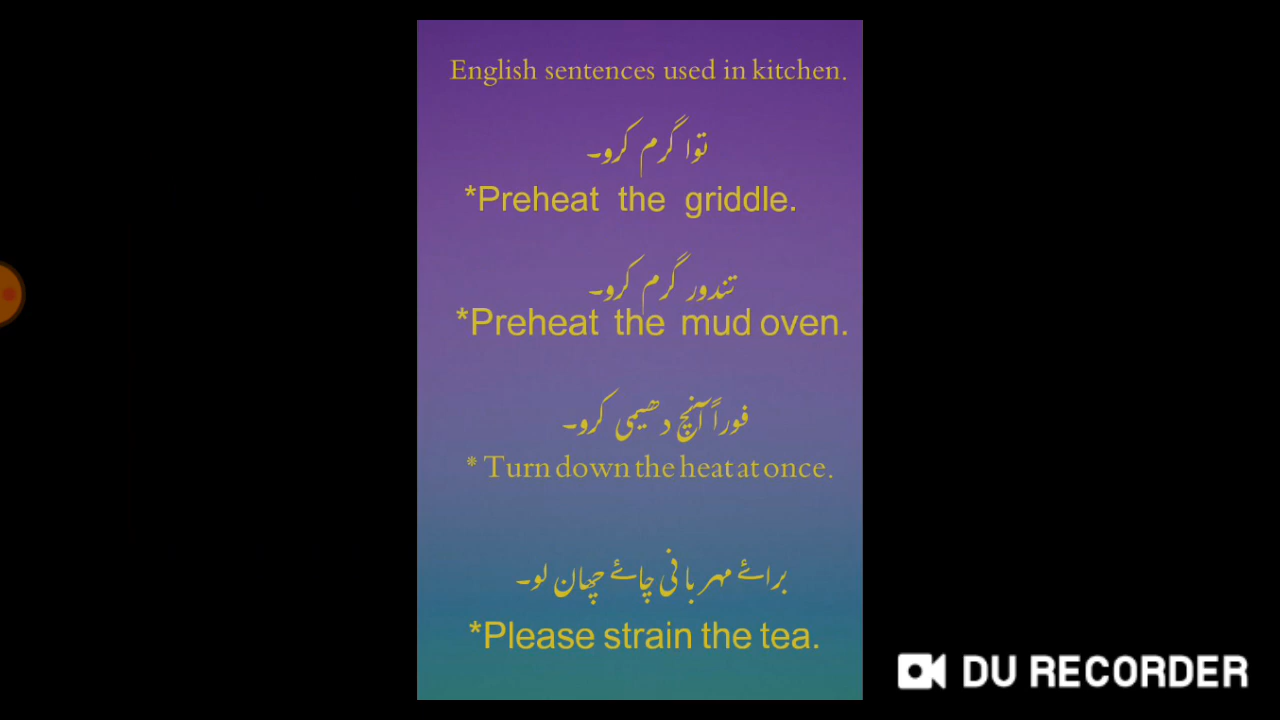 English sentences used in kitchen.
توا گرم کرو۔
*Preheat the griddle.
تندور گرم کرو۔
*Preheat the mud oven.
فوراً آنچ دھیمی کرو۔
* Turn down the heat at once.
برائے مہربانی چائے چھان لو۔
*Please strain the tea.
DU RECORDER